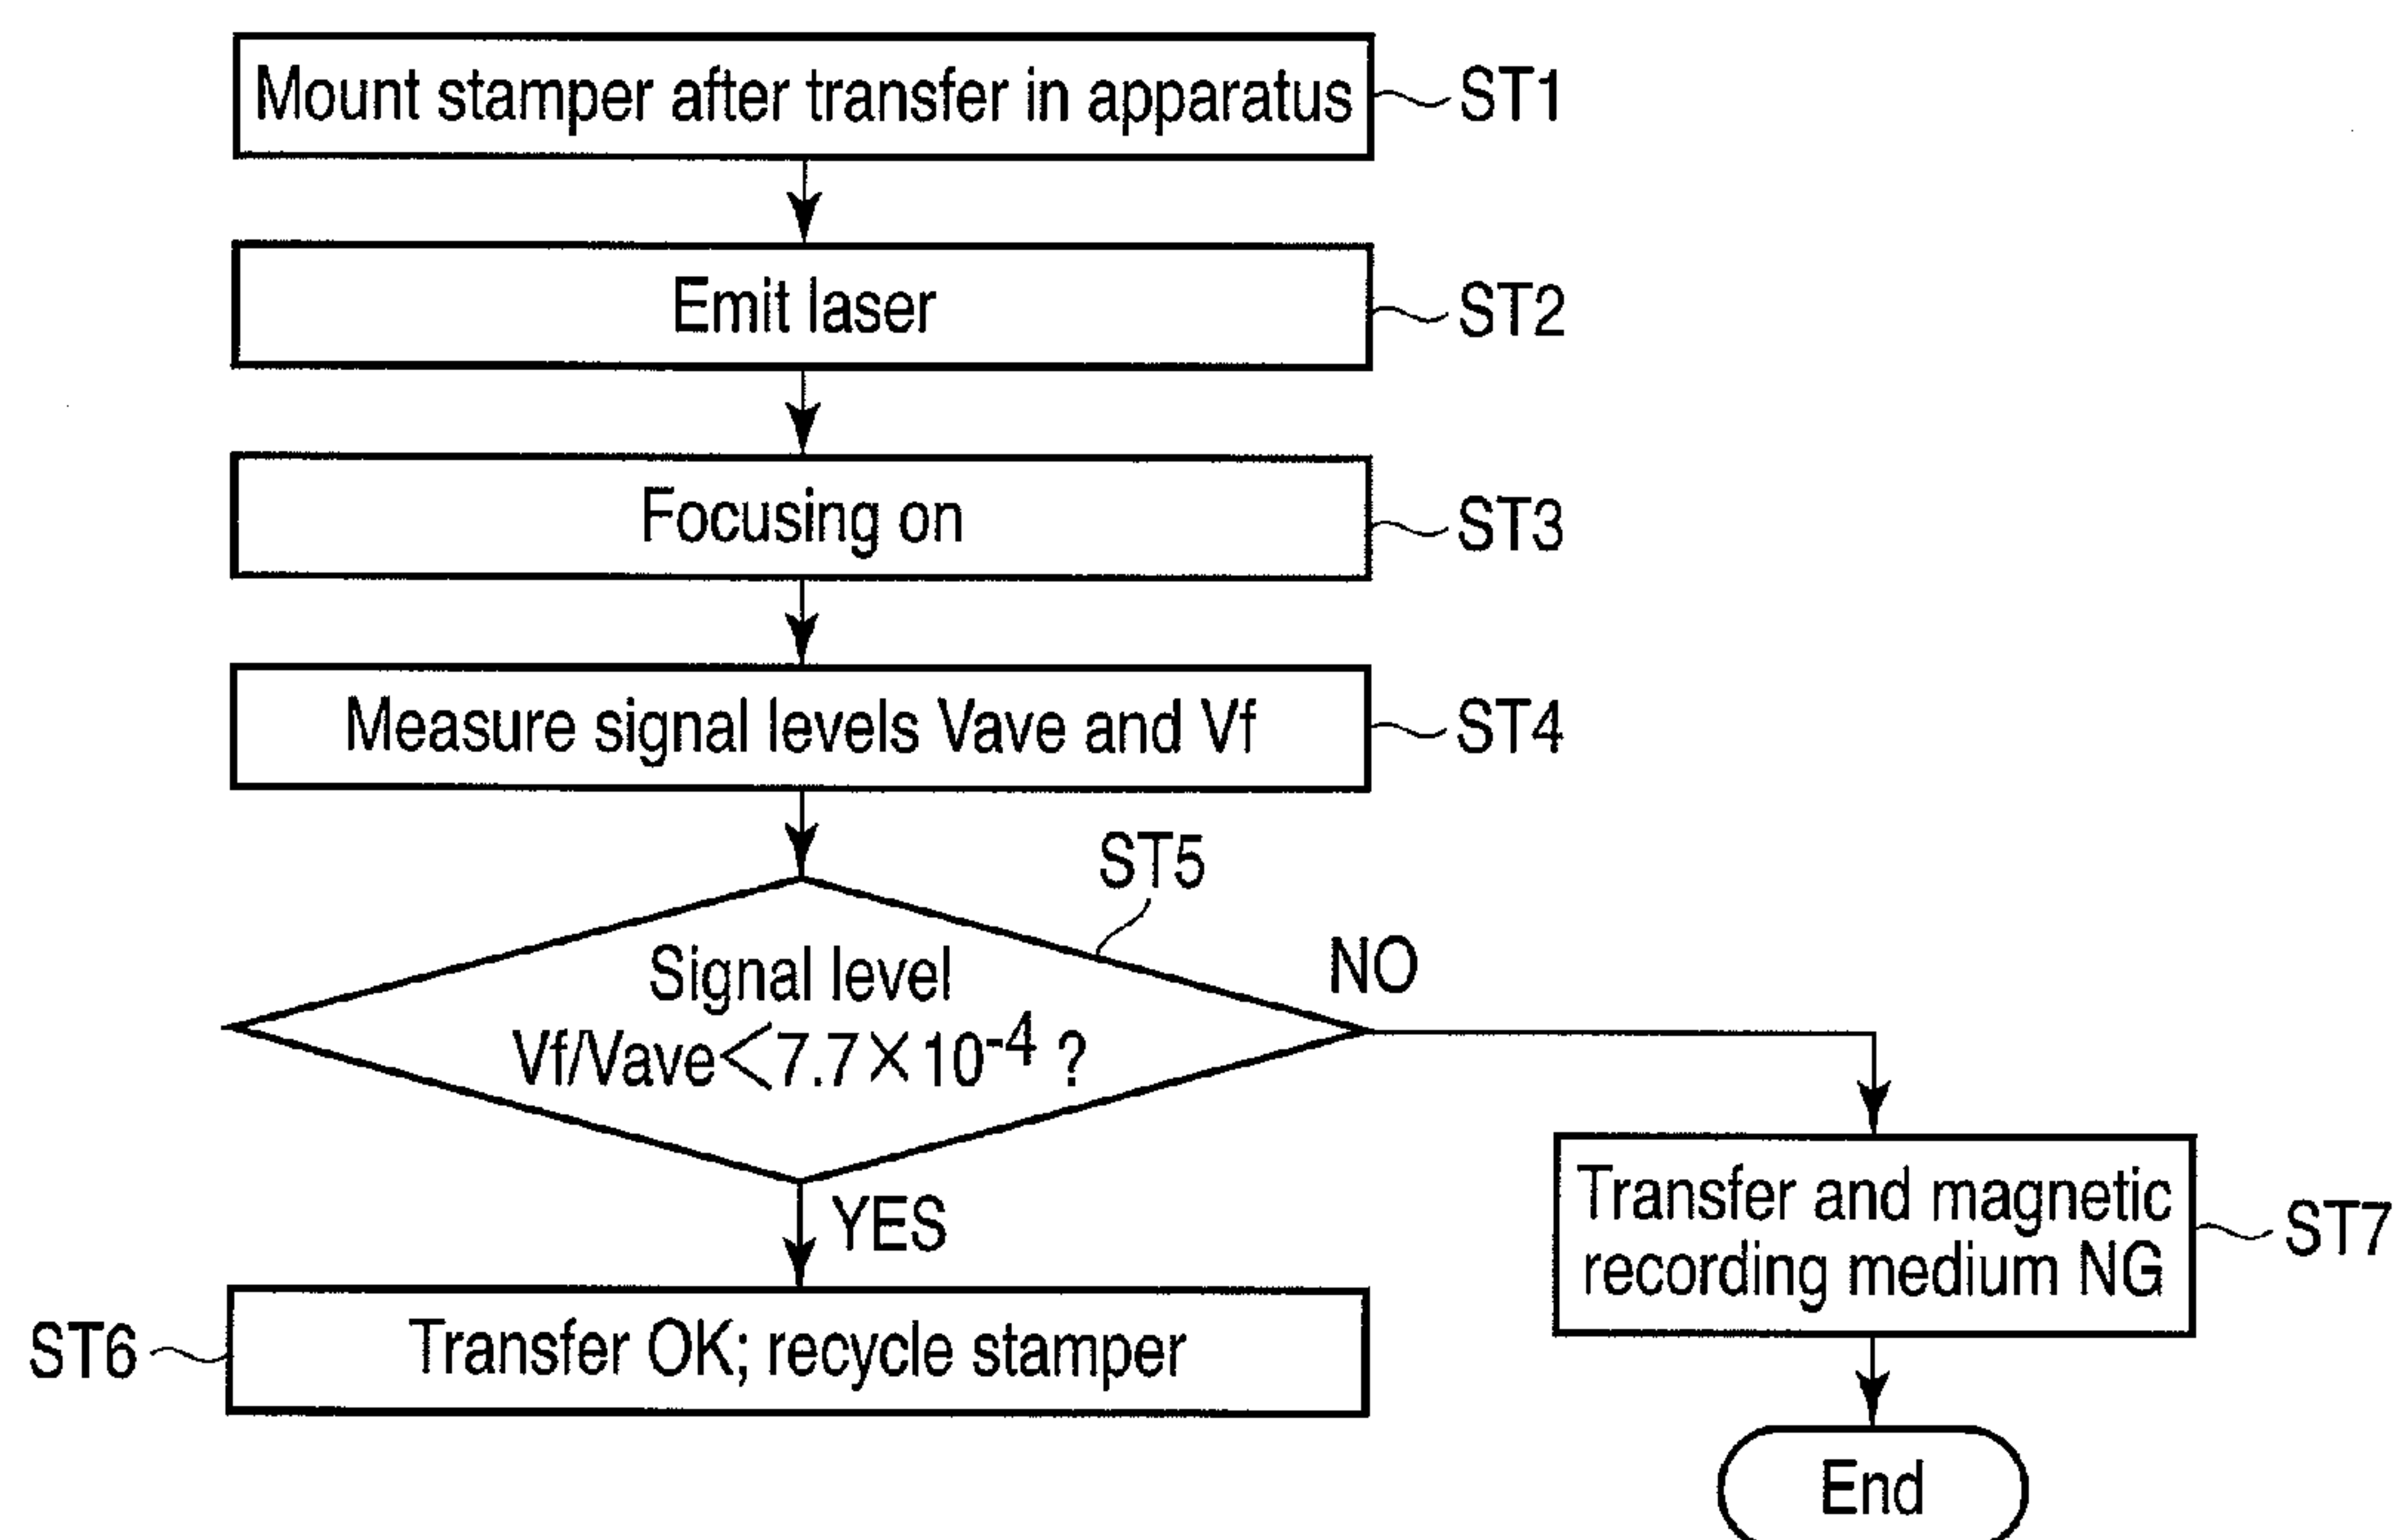 Mount stamper after transfer in apparatus
ST1
Emit laser
ST2
Focusing on
ST3
Measure signal levels Vave and Vf
ST4
ST5
Signal level
Vf/Vave<7.7×10⁻⁴ ?
NO
YES
Transfer and magnetic
recording medium NG
ST7
ST6
Transfer OK; recycle stamper
End